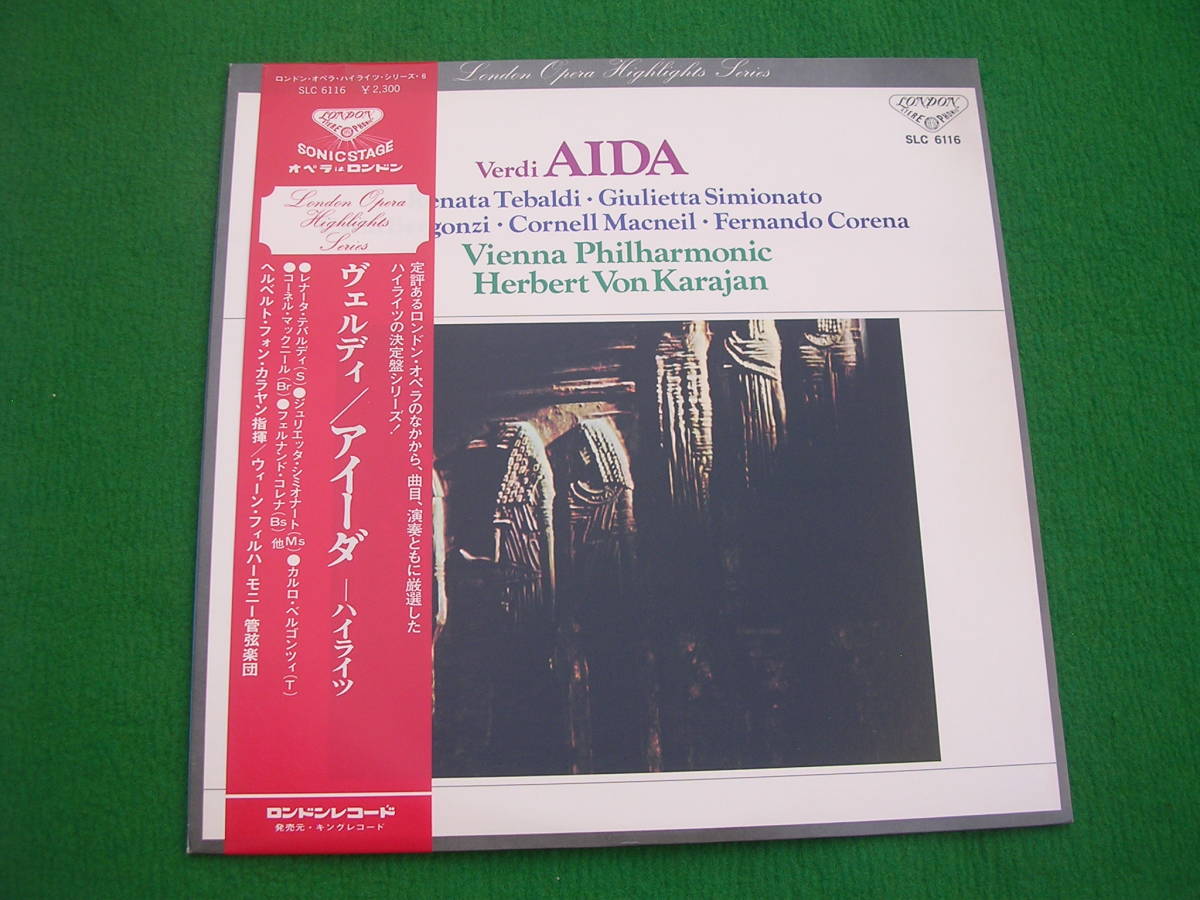 ロンドン・オペラ・ハイライツ・シリーズ・6
SLC 6116 ¥2,300
LONDON
STEREOPHONIC
SONICSTAGE
オペラはロンドン
London Opera
Highlights
Series
定評あるロンドン・オペラのなかから、曲目、演奏ともに厳選した
ハイライツの決定盤シリーズ!
ヴェルディ/アイーダ—ハイライツ
●レナータ・テバルディ(S)●ジュリエッタ・シミオナート(Ms)●カルロ・ベルゴンツィ(T)
●コーネル・マックニール(Br)●フェルナンド・コレナ(Bs)他
ヘルベルト・フォン・カラヤン指揮/ウィーン・フィルハーモニー管弦楽団
ロンドンレコード
発売元・キングレコード
London Opera Highlights Series
LONDON
STEREOPHONIC
SLC 6116
Verdi AIDA
enata Tebaldi・Giulietta Simionato
gonzi・Cornell Macneil・Fernando Corena
Vienna Philharmonic
Herbert Von Karajan